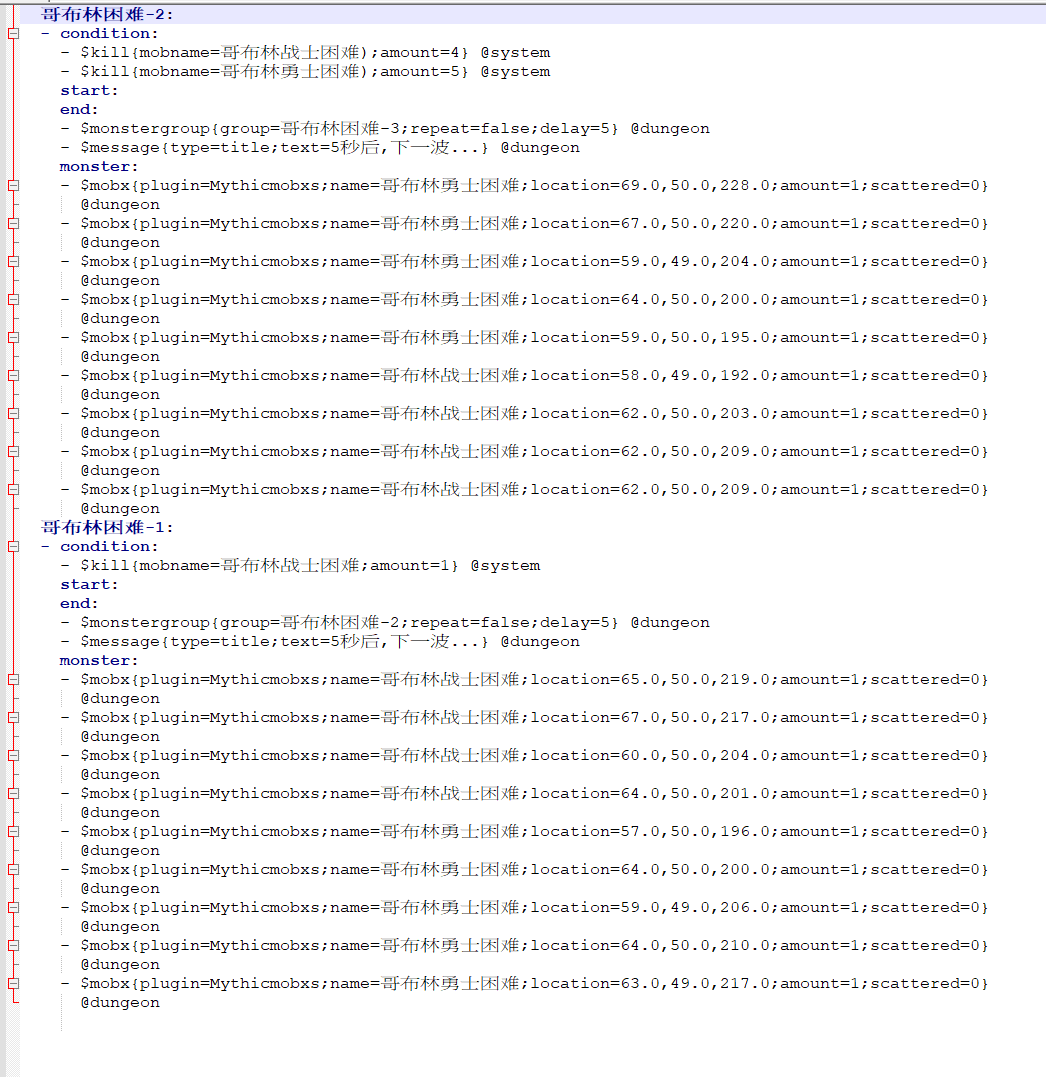 哥布林困难-2:
- condition:
- $kill{mobname=哥布林战士困难);amount=4} @system
- $kill{mobname=哥布林勇士困难);amount=5} @system
start:
end:
- $monstergroup{group=哥布林困难-3;repeat=false;delay=5} @dungeon
- $message{type=title;text=5秒后,下一波...} @dungeon
monster:
- $mobx{plugin=Mythicmobxs;name=哥布林勇士困难;location=69.0,50.0,228.0;amount=1;scattered=0}
@dungeon
- $mobx{plugin=Mythicmobxs;name=哥布林勇士困难;location=67.0,50.0,220.0;amount=1;scattered=0}
@dungeon
- $mobx{plugin=Mythicmobxs;name=哥布林勇士困难;location=59.0,49.0,204.0;amount=1;scattered=0}
@dungeon
- $mobx{plugin=Mythicmobxs;name=哥布林勇士困难;location=64.0,50.0,200.0;amount=1;scattered=0}
@dungeon
- $mobx{plugin=Mythicmobxs;name=哥布林勇士困难;location=59.0,50.0,195.0;amount=1;scattered=0}
@dungeon
- $mobx{plugin=Mythicmobxs;name=哥布林战士困难;location=58.0,49.0,192.0;amount=1;scattered=0}
@dungeon
- $mobx{plugin=Mythicmobxs;name=哥布林战士困难;location=62.0,50.0,203.0;amount=1;scattered=0}
@dungeon
- $mobx{plugin=Mythicmobxs;name=哥布林战士困难;location=62.0,50.0,209.0;amount=1;scattered=0}
@dungeon
- $mobx{plugin=Mythicmobxs;name=哥布林战士困难;location=62.0,50.0,209.0;amount=1;scattered=0}
@dungeon
哥布林困难-1:
- condition:
- $kill{mobname=哥布林战士困难;amount=1} @system
start:
end:
- $monstergroup{group=哥布林困难-2;repeat=false;delay=5} @dungeon
- $message{type=title;text=5秒后,下一波...} @dungeon
monster:
- $mobx{plugin=Mythicmobxs;name=哥布林战士困难;location=65.0,50.0,219.0;amount=1;scattered=0}
@dungeon
- $mobx{plugin=Mythicmobxs;name=哥布林战士困难;location=67.0,50.0,217.0;amount=1;scattered=0}
@dungeon
- $mobx{plugin=Mythicmobxs;name=哥布林战士困难;location=60.0,50.0,204.0;amount=1;scattered=0}
@dungeon
- $mobx{plugin=Mythicmobxs;name=哥布林战士困难;location=64.0,50.0,201.0;amount=1;scattered=0}
@dungeon
- $mobx{plugin=Mythicmobxs;name=哥布林勇士困难;location=57.0,50.0,196.0;amount=1;scattered=0}
@dungeon
- $mobx{plugin=Mythicmobxs;name=哥布林勇士困难;location=64.0,50.0,200.0;amount=1;scattered=0}
@dungeon
- $mobx{plugin=Mythicmobxs;name=哥布林勇士困难;location=59.0,49.0,206.0;amount=1;scattered=0}
@dungeon
- $mobx{plugin=Mythicmobxs;name=哥布林勇士困难;location=64.0,50.0,210.0;amount=1;scattered=0}
@dungeon
- $mobx{plugin=Mythicmobxs;name=哥布林勇士困难;location=63.0,49.0,217.0;amount=1;scattered=0}
@dungeon